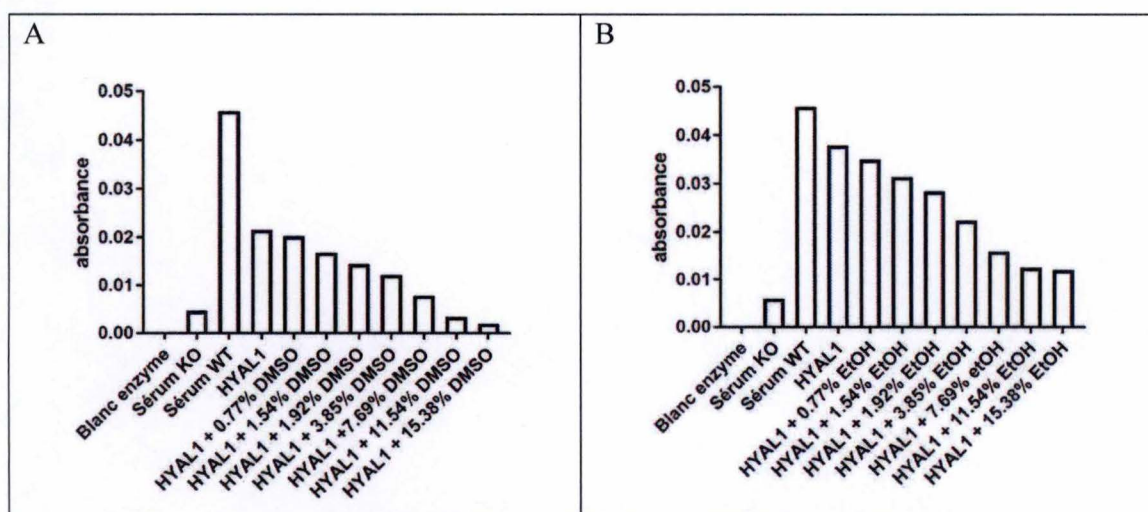 A
absorbance
0.05
0.04
0.03
0.02
0.01
0.00
Blanc enzyme
Sérum KO
Sérum WT
HYAL1
HYAL1 + 0.77% DMSO
HYAL1 + 1.54% DMSO
HYAL1 + 1.92% DMSO
HYAL1 + 3.85% DMSO
HYAL1 +7.69% DMSO
HYAL1 + 11.54% DMSO
HYAL1 + 15.38% DMSO
B
absorbance
0.05
0.04
0.03
0.02
0.01
0.00
Blanc enzyme
Sérum KO
Sérum WT
HYAL1
HYAL1 + 0.77% EtOH
HYAL1 + 1.54% EtOH
HYAL1 + 1.92% EtOH
HYAL1 + 3.85% EtOH
HYAL1 + 7.69% etOH
HYAL1 + 11.54% EtOH
HYAL1 + 15.38% EtOH